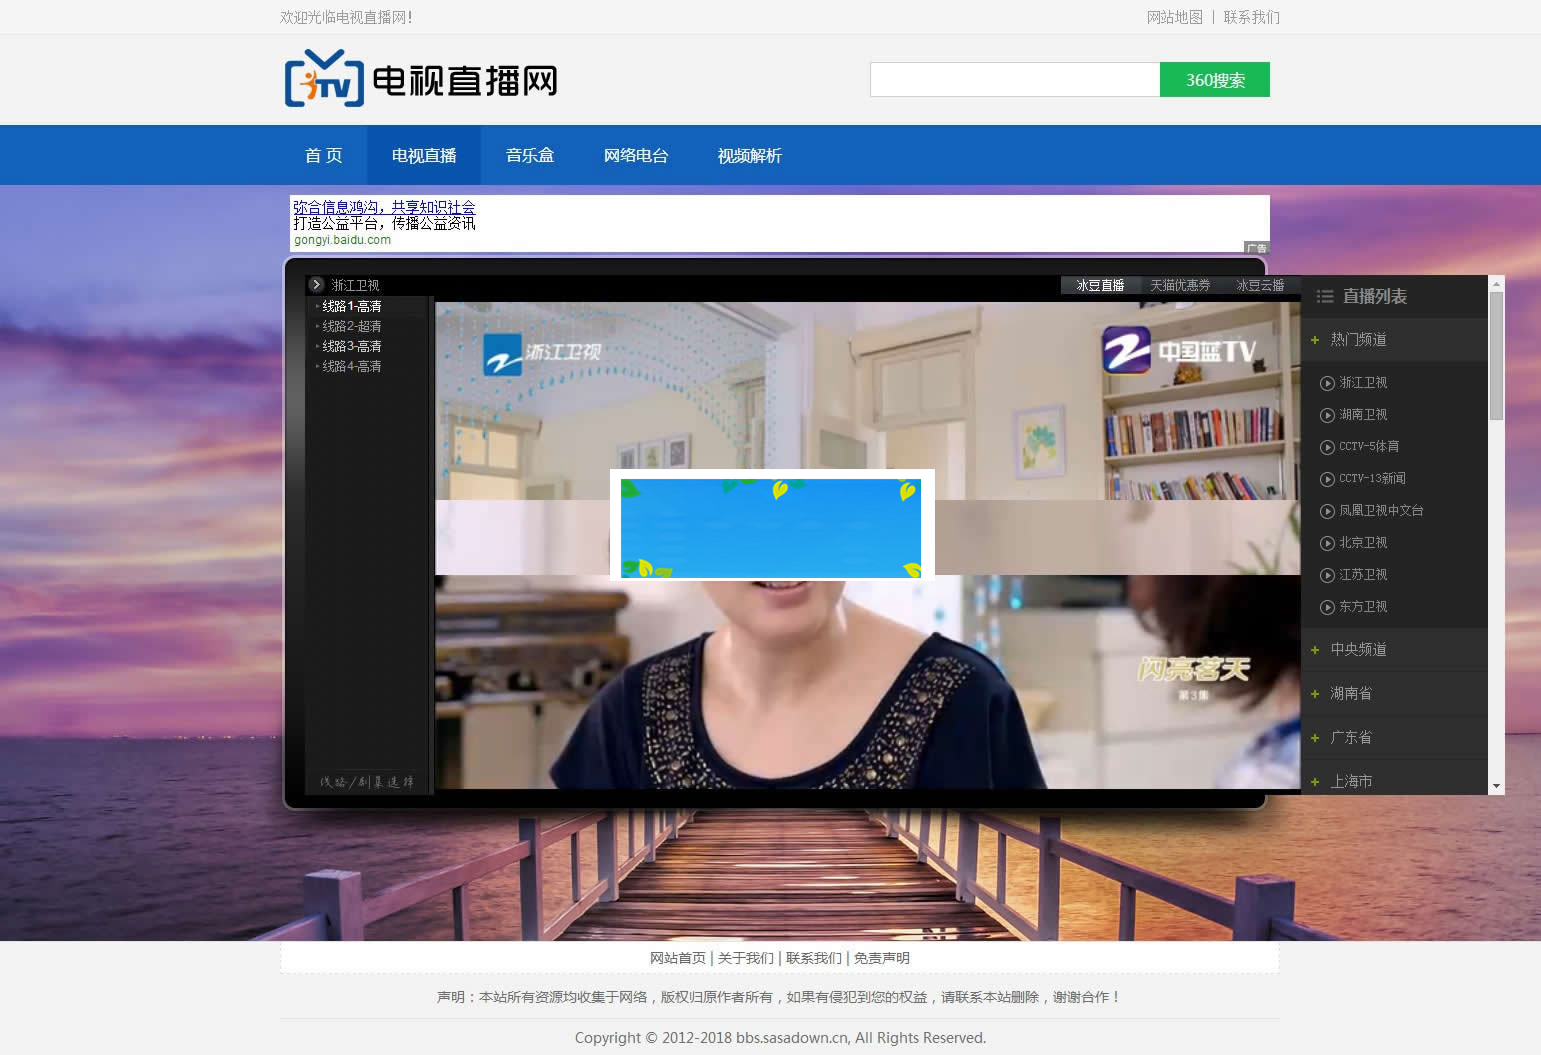 欢迎光临电视直播网!
网站地图 | 联系我们
TV 电视直播网
360搜索
首 页 电视直播 音乐盒 网络电台 视频解析
弥合信息鸿沟，共享知识社会
打造公益平台，传播公益资讯
gongyi.baidu.com
广告
浙江卫视
冰豆直播 天猫优惠券 冰豆云播
线路1-高清
线路2-超清
线路3-高清
线路4-高清
线路/剧集选择
浙江卫视
中国蓝TV
闪亮茗天
第3集
直播列表
热门频道
浙江卫视
湖南卫视
CCTV-5体育
CCTV-13新闻
凤凰卫视中文台
北京卫视
江苏卫视
东方卫视
中央频道
湖南省
广东省
上海市
网站首页 | 关于我们 | 联系我们 | 免责声明
声明：本站所有资源均收集于网络，版权归原作者所有，如果有侵犯到您的权益，请联系本站删除，谢谢合作！
Copyright © 2012-2018 bbs.sasadown.cn, All Rights Reserved.